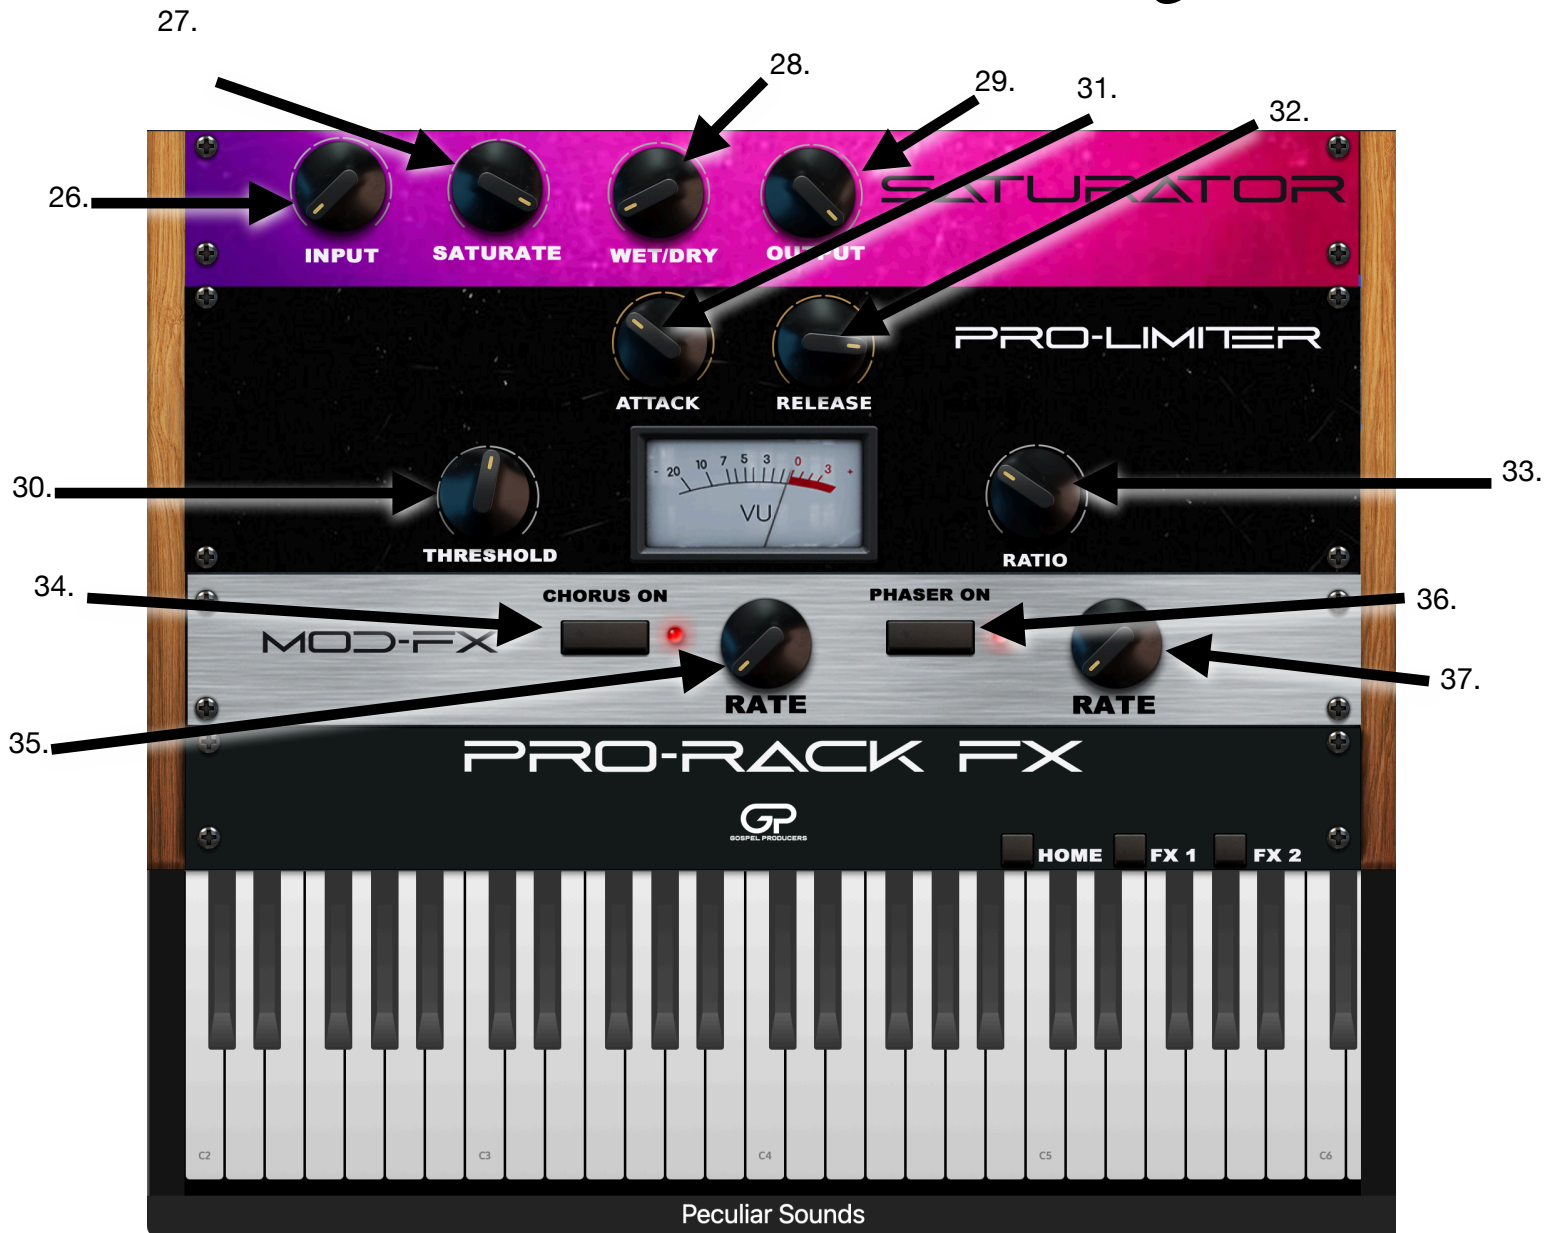 27.
28.
29.
31.
32.
26.
SATURATOR
INPUT
SATURATE
WET/DRY
OUTPUT
PRO-LIMITER
ATTACK
RELEASE
- 20 10 7 5 3 0 3 +
VU
30.
33.
THRESHOLD
RATIO
34.
CHORUS ON
PHASER ON
36.
MOD-FX
37.
RATE
RATE
35.
PRO-RACK FX
GP
GOSPEL PRODUCERS
HOME
FX 1
FX 2
C2
C3
C4
C5
C6
Peculiar Sounds